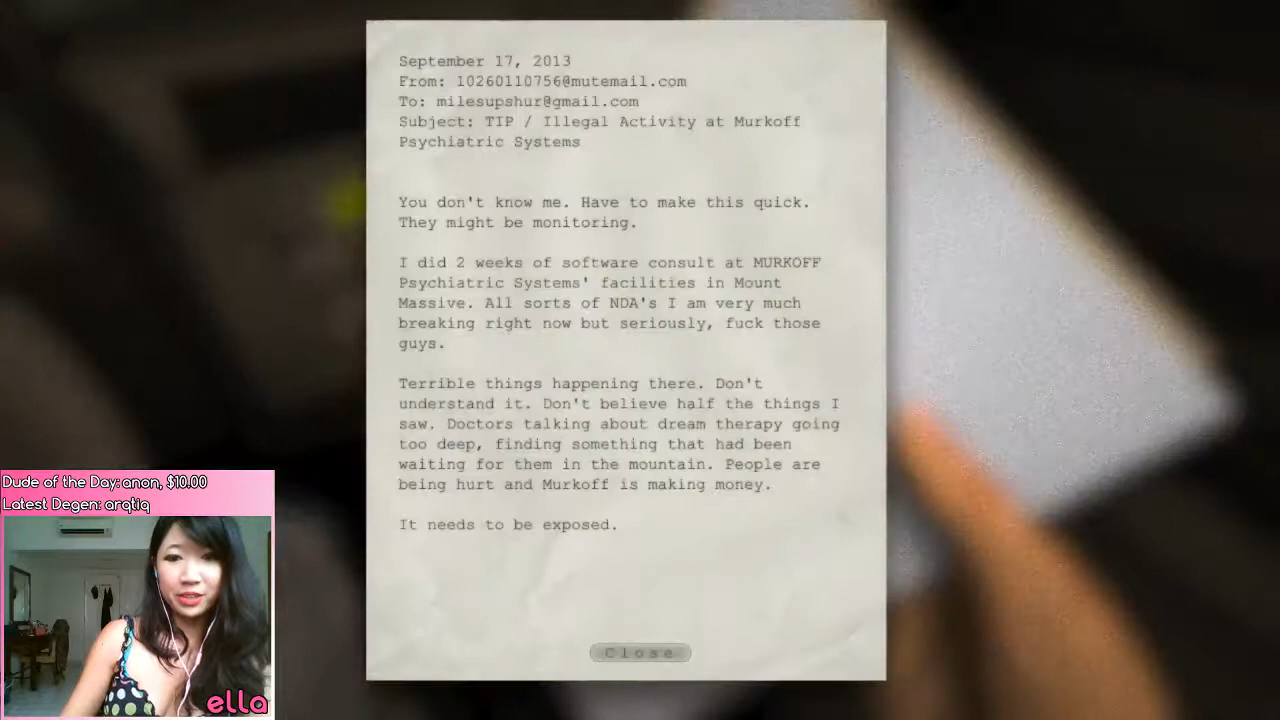 September 17, 2013
From: 10260110756@mutemail.com
To: milesupshur@gmail.com
Subject: TIP / Illegal Activity at Murkoff
Psychiatric Systems
You don't know me. Have to make this quick.
They might be monitoring.
I did 2 weeks of software consult at MURKOFF
Psychiatric Systems' facilities in Mount
Massive. All sorts of NDA's I am very much
breaking right now but seriously, fuck those
guys.
Terrible things happening there. Don't
understand it. Don't believe half the things I
saw. Doctors talking about dream therapy going
too deep, finding something that had been
waiting for them in the mountain. People are
being hurt and Murkoff is making money.
It needs to be exposed.
Close
Dude of the Day: anon, $10.00
Latest Degen: arqtiq
ella